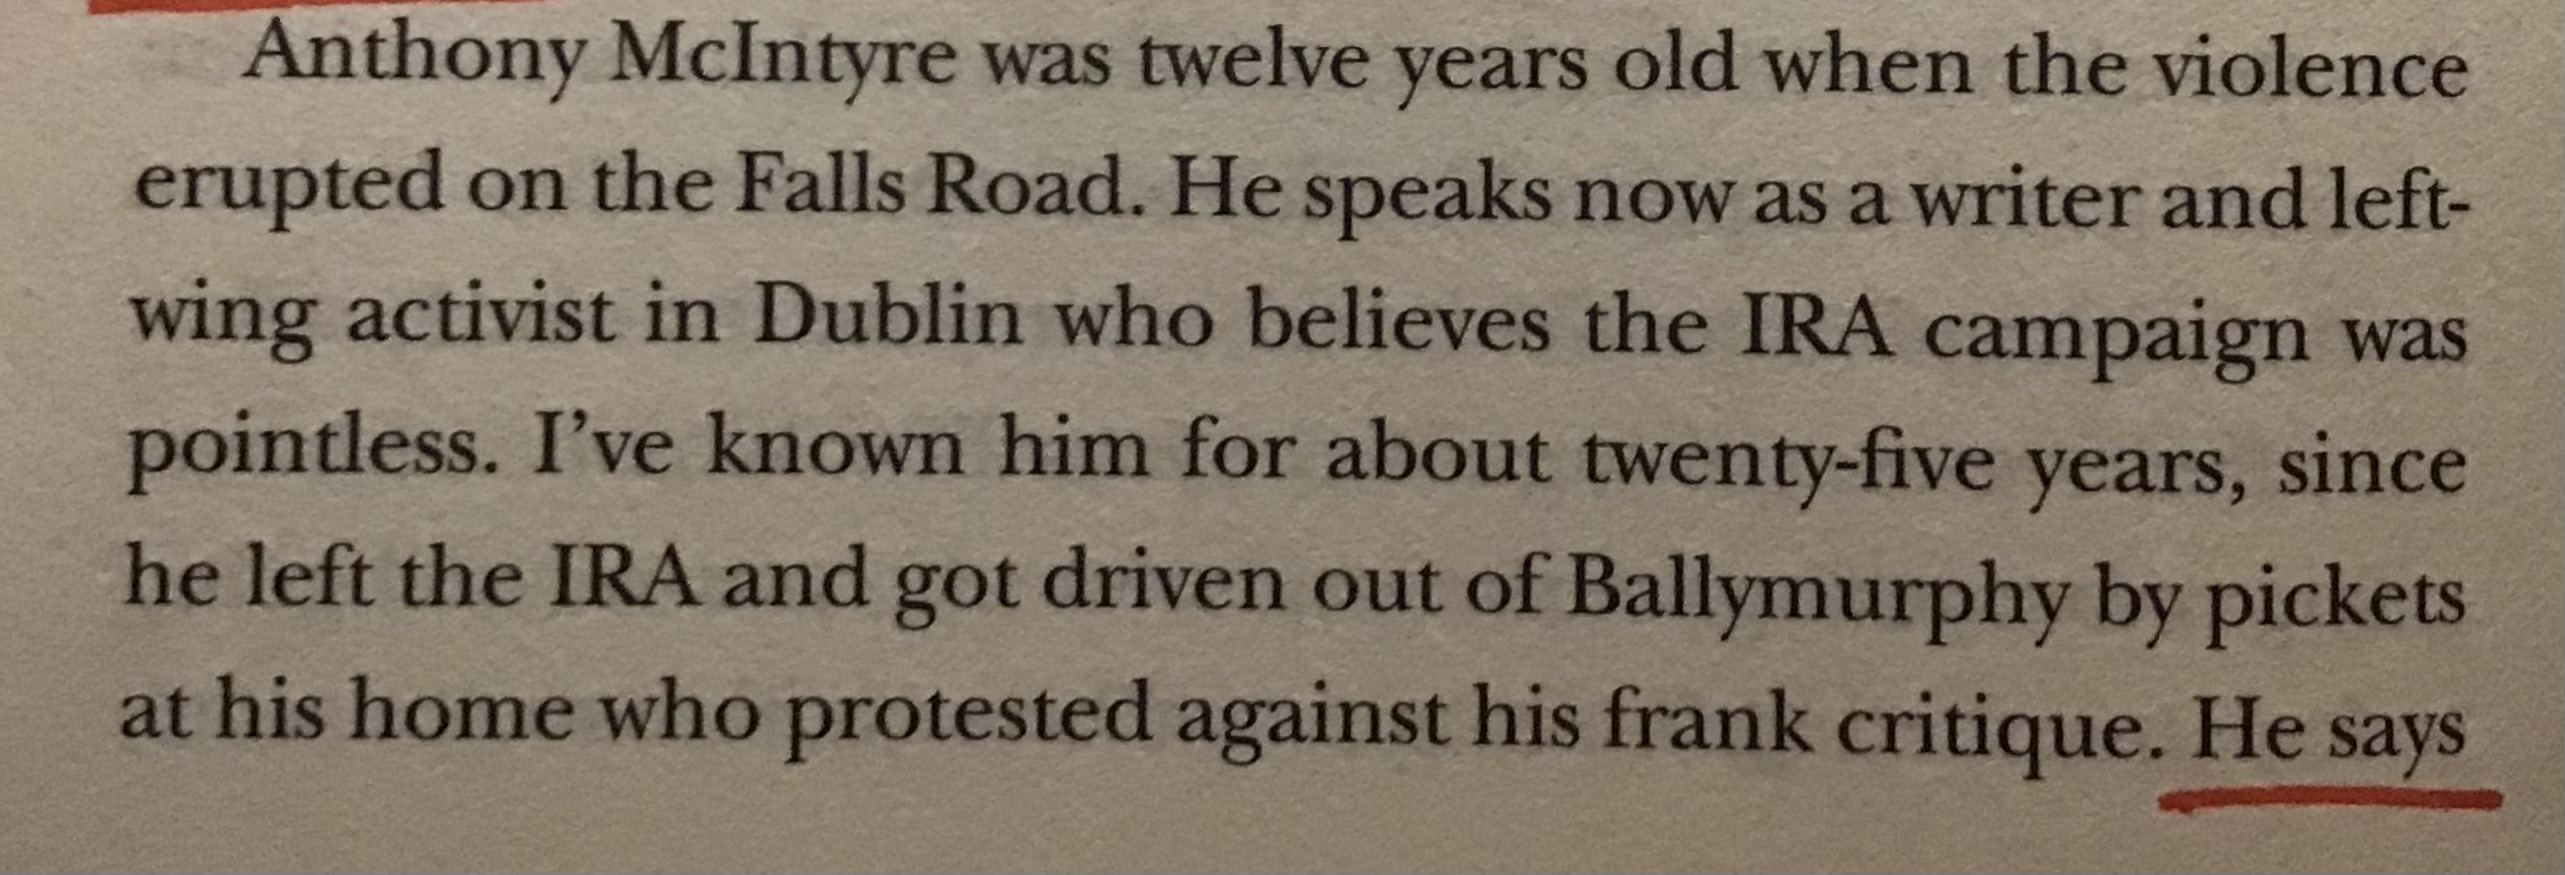 Anthony McIntyre was twelve years old when the violence
erupted on the Falls Road. He speaks now as a writer and left-
wing activist in Dublin who believes the IRA campaign was
pointless. I've known him for about twenty-five years, since
he left the IRA and got driven out of Ballymurphy by pickets
at his home who protested against his frank critique. He says